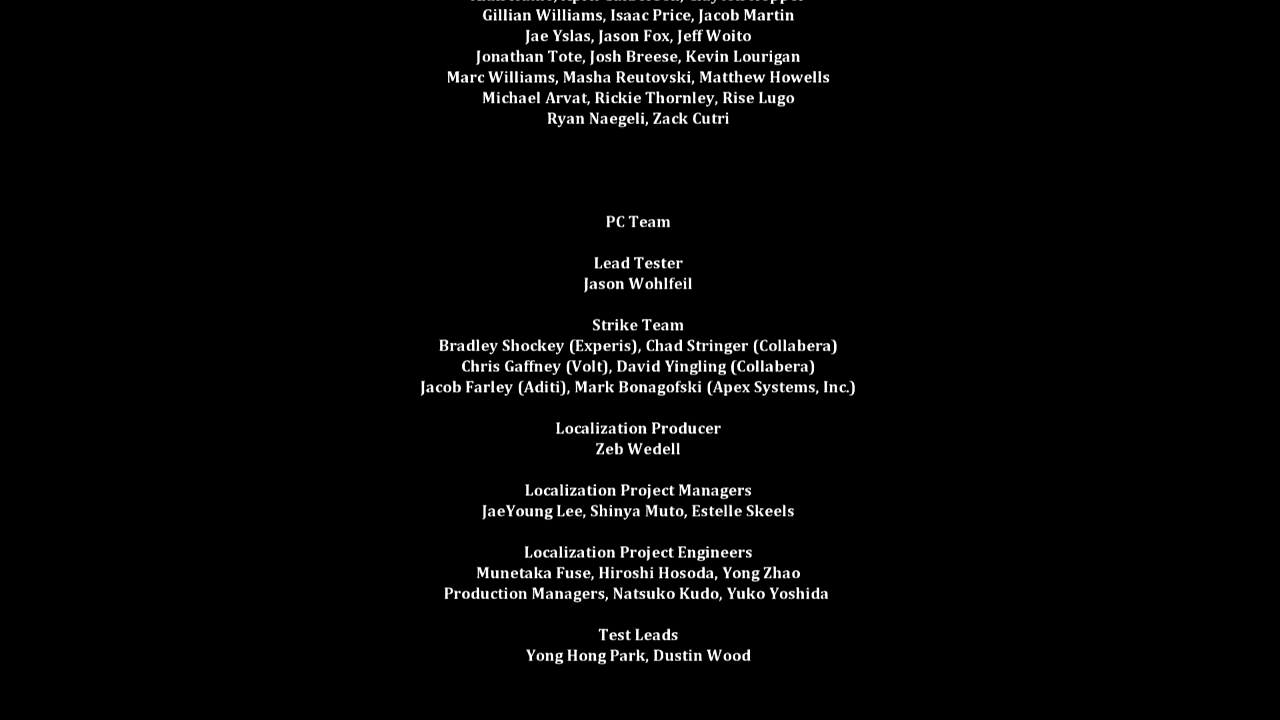 Gillian Williams, Isaac Price, Jacob Martin
Jae Yslas, Jason Fox, Jeff Woito
Jonathan Tote, Josh Breese, Kevin Lourigan
Marc Williams, Masha Reutovski, Matthew Howells
Michael Arvat, Rickie Thornley, Rise Lugo
Ryan Naegeli, Zack Cutri
PC Team
Lead Tester
Jason Wohlfeil
Strike Team
Bradley Shockey (Experis), Chad Stringer (Collabera)
Chris Gaffney (Volt), David Yingling (Collabera)
Jacob Farley (Aditi), Mark Bonagofski (Apex Systems, Inc.)
Localization Producer
Zeb Wedell
Localization Project Managers
JaeYoung Lee, Shinya Muto, Estelle Skeels
Localization Project Engineers
Munetaka Fuse, Hiroshi Hosoda, Yong Zhao
Production Managers, Natsuko Kudo, Yuko Yoshida
Test Leads
Yong Hong Park, Dustin Wood